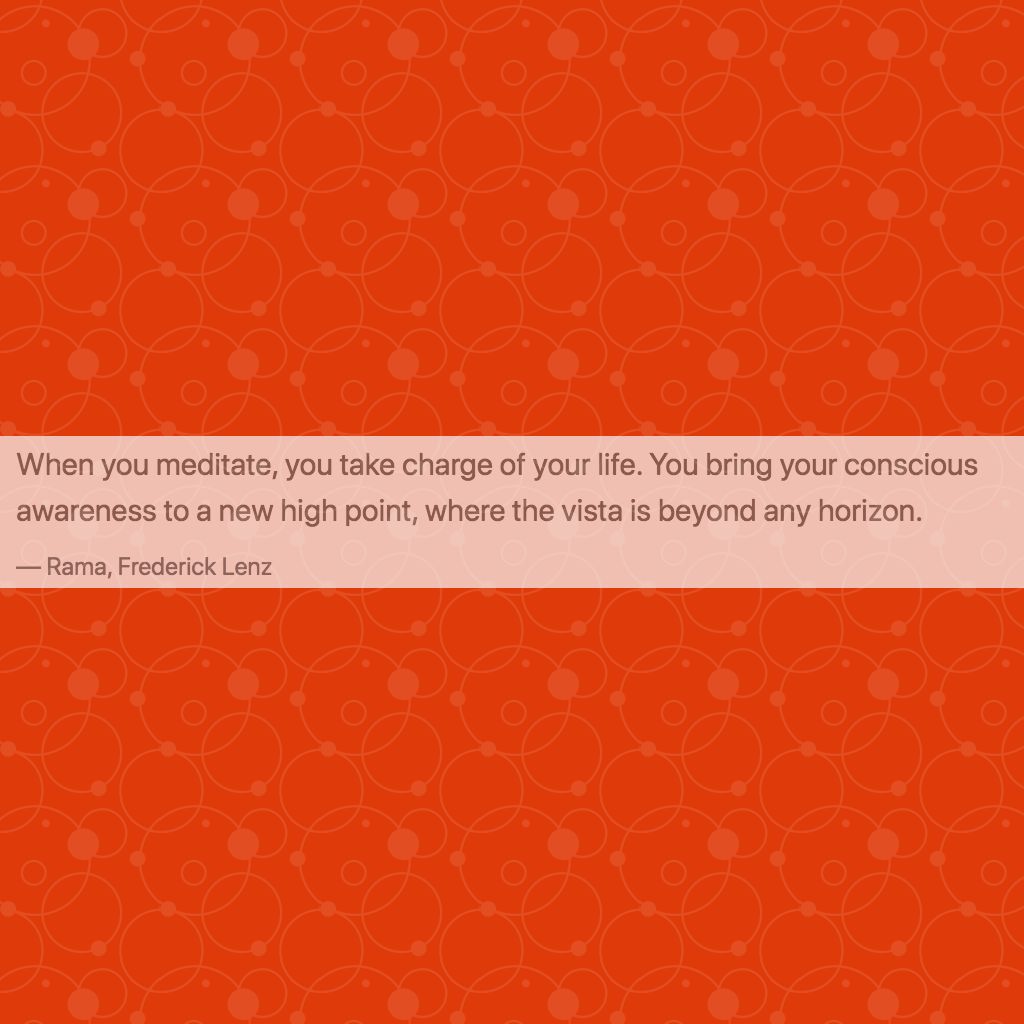 When you meditate, you take charge of your life. You bring your conscious
awareness to a new high point, where the vista is beyond any horizon.
— Rama, Frederick Lenz